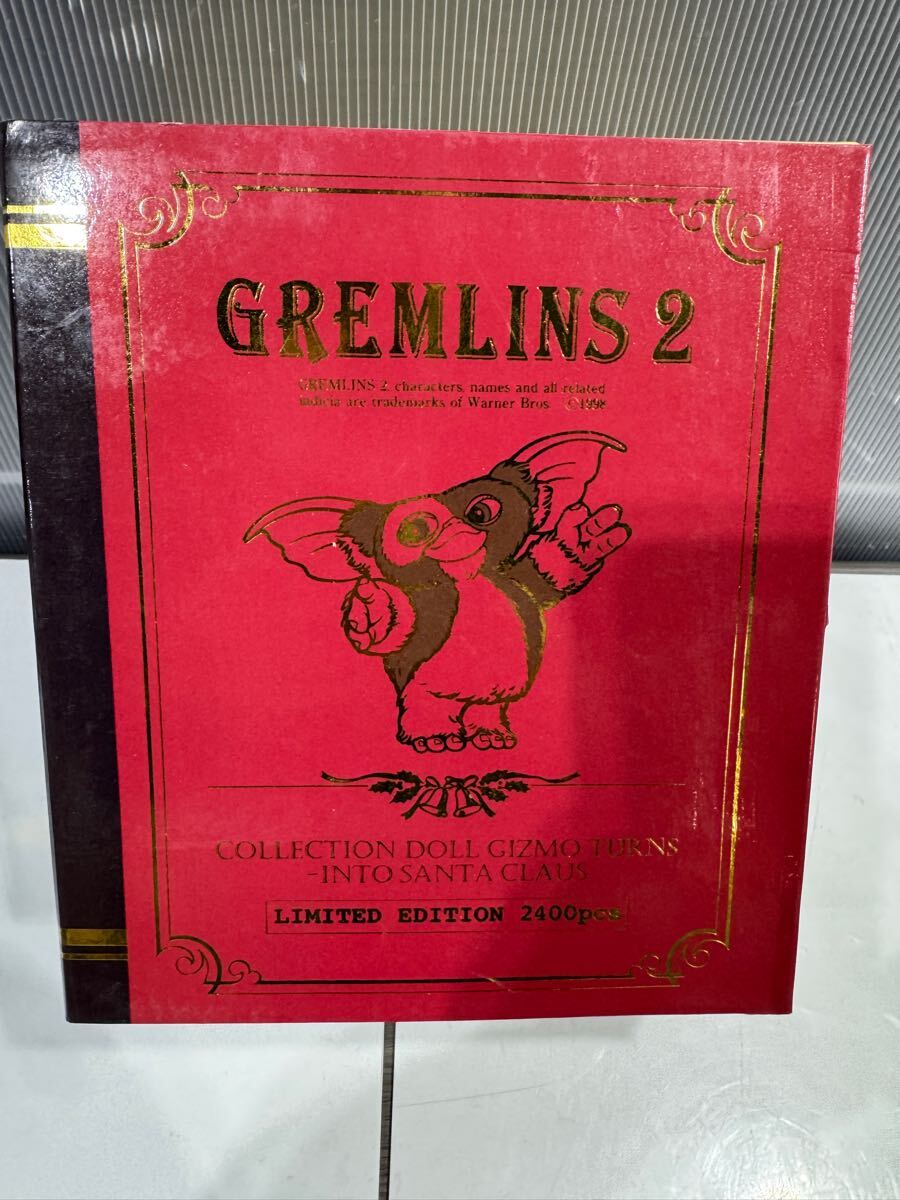 GREMLINS 2
GREMLINS 2, characters, names and all related
indicia are trademarks of Warner Bros. ©1998
COLLECTION DOLL GIZMO TURNS
-INTO SANTA CLAUS
LIMITED EDITION 2400pcs